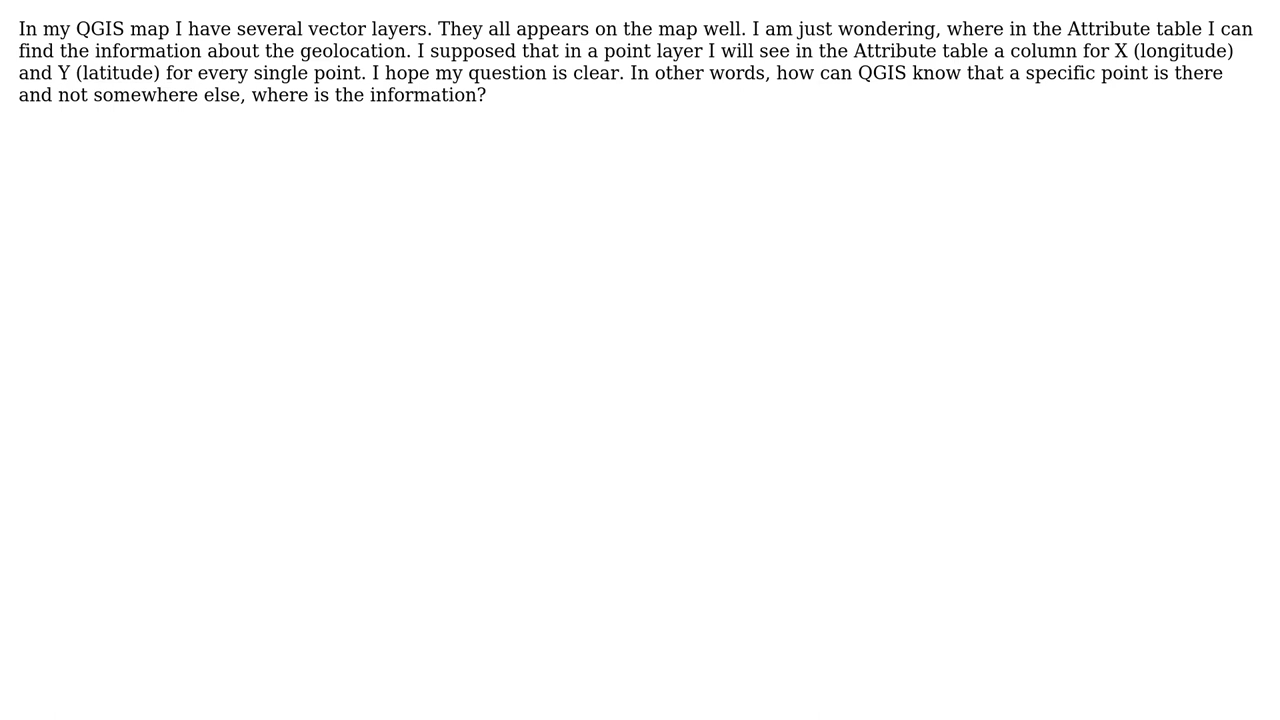 In my QGIS map I have several vector layers. They all appears on the map well. I am just wondering, where in the Attribute table I can
find the information about the geolocation. I supposed that in a point layer I will see in the Attribute table a column for X (longitude)
and Y (latitude) for every single point. I hope my question is clear. In other words, how can QGIS know that a specific point is there
and not somewhere else, where is the information?